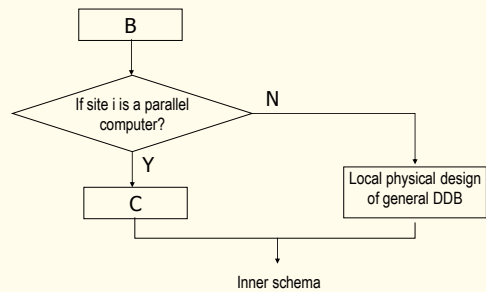 B
If site i is a parallel
computer?
N
Y
C
Local physical design
of general DDB
Inner schema